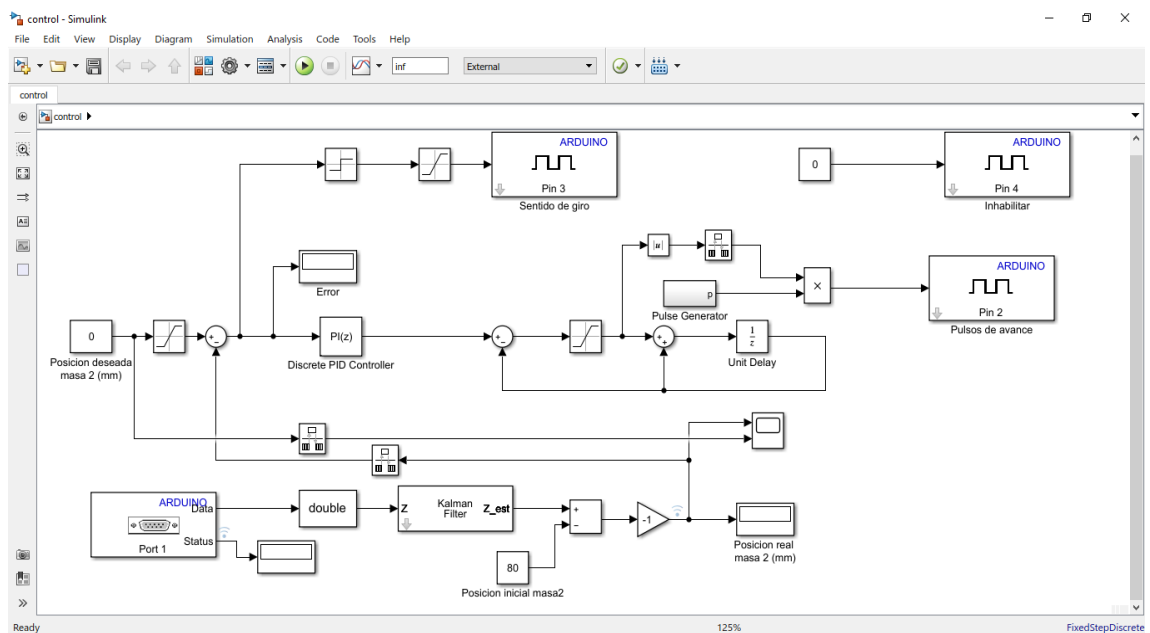 control - Simulink
File Edit View Display Diagram Simulation Analysis Code Tools Help
inf
External
control
control
ARDUINO
Pin 3
Sentido de giro
0
ARDUINO
Pin 4
Inhabilitar
|u|
Error
p
Pulse Generator
×
ARDUINO
Pin 2
Pulsos de avance
0
Posicion deseada
masa 2 (mm)
+
-
PI(z)
Discrete PID Controller
+
-
+
+
1
z
Unit Delay
ARDUINO
Data
Status
Port 1
double
Z
Kalman
Filter
Z_est
+
−
-1
80
Posicion inicial masa2
Posicion real
masa 2 (mm)
Ready
125%
FixedStepDiscrete